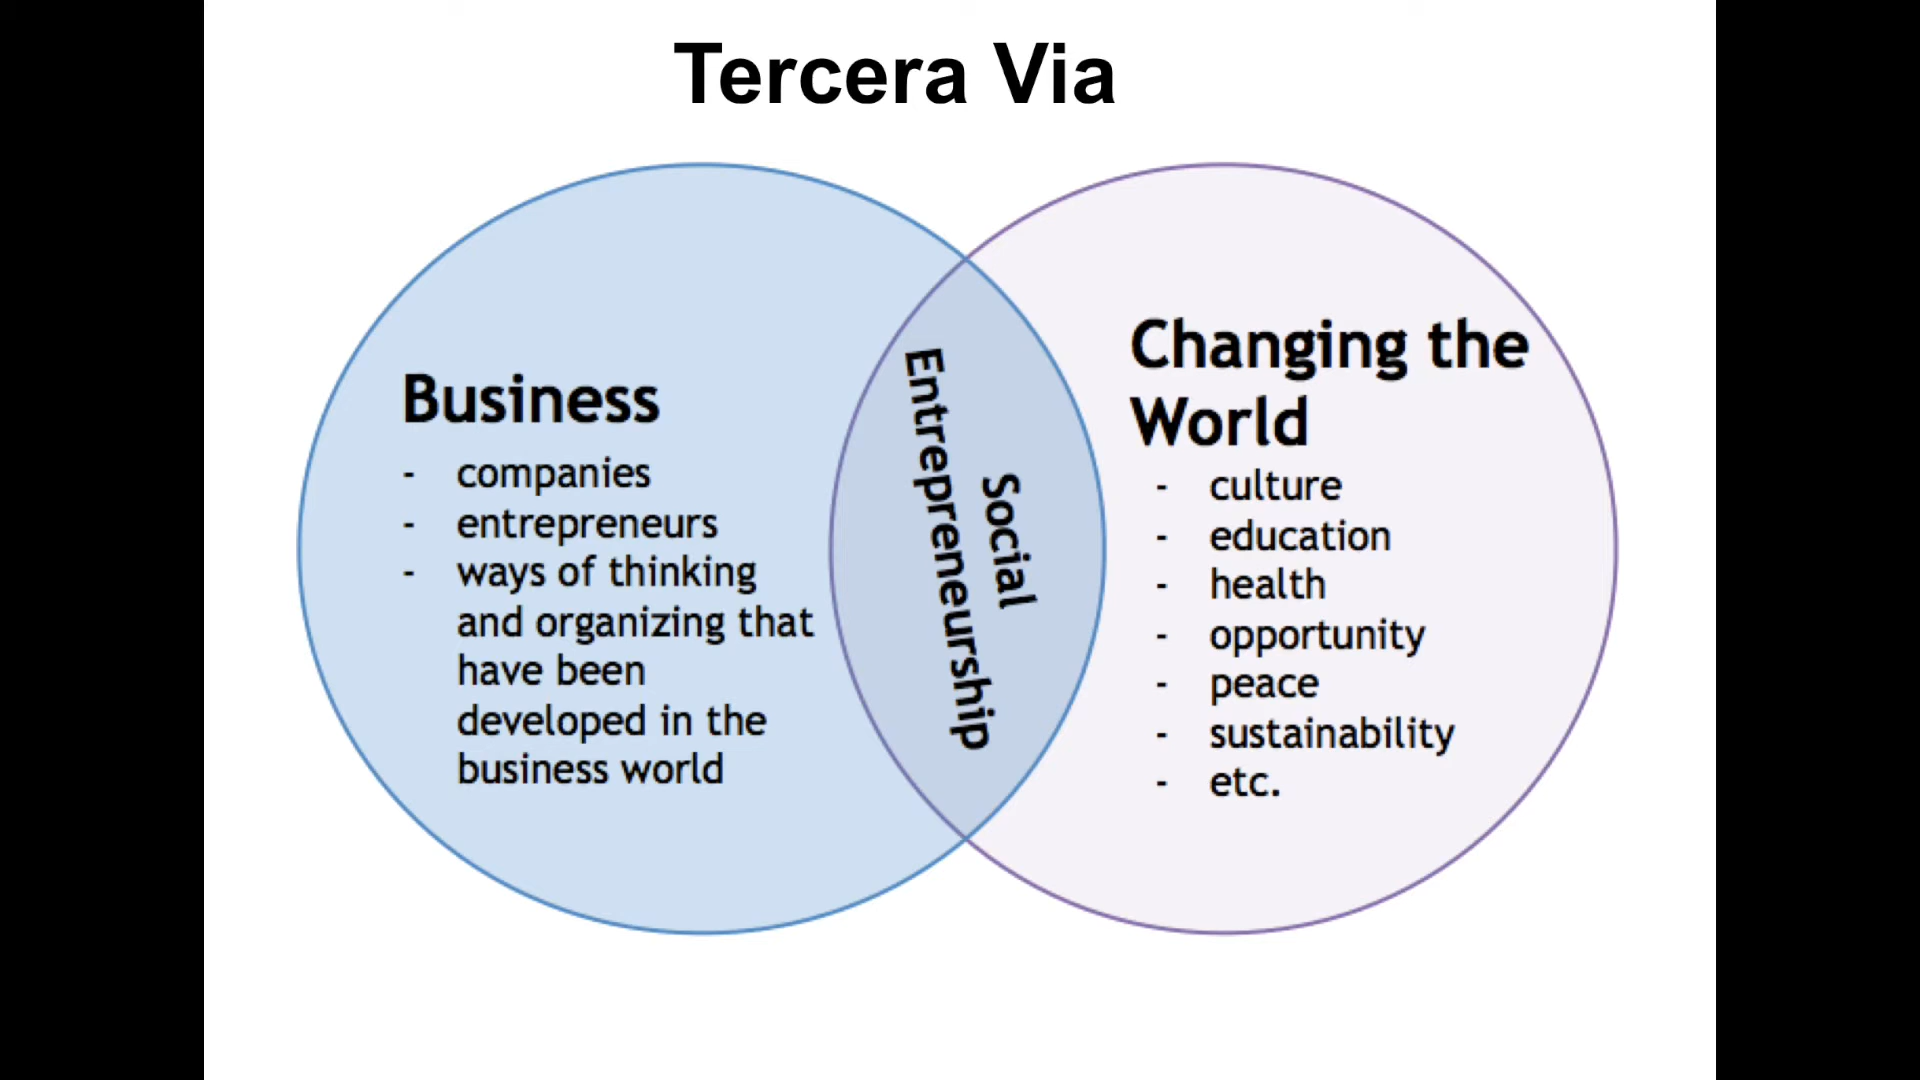 Tercera Via
Business
- companies
- entrepreneurs
- ways of thinking
and organizing that
have been
developed in the
business world
Social
Entrepreneurship
Changing the
World
- culture
- education
- health
- opportunity
- peace
- sustainability
- etc.